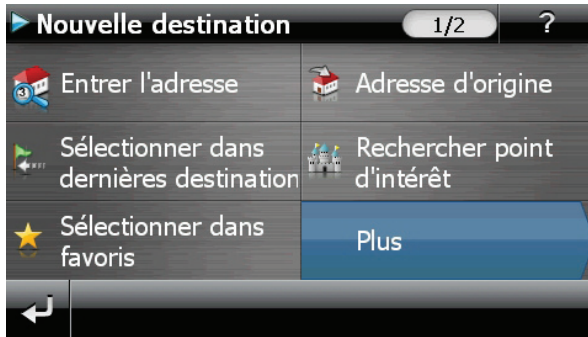 Nouvelle destination
1/2
?
Entrer l'adresse
Adresse d'origine
Sélectionner dans
dernières destination
Rechercher point
d'intérêt
Sélectionner dans
favoris
Plus